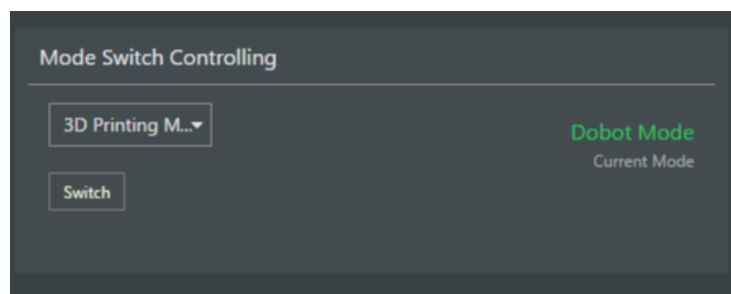 Mode Switch Controlling
3D Printing M...
Dobot Mode
Current Mode
Switch